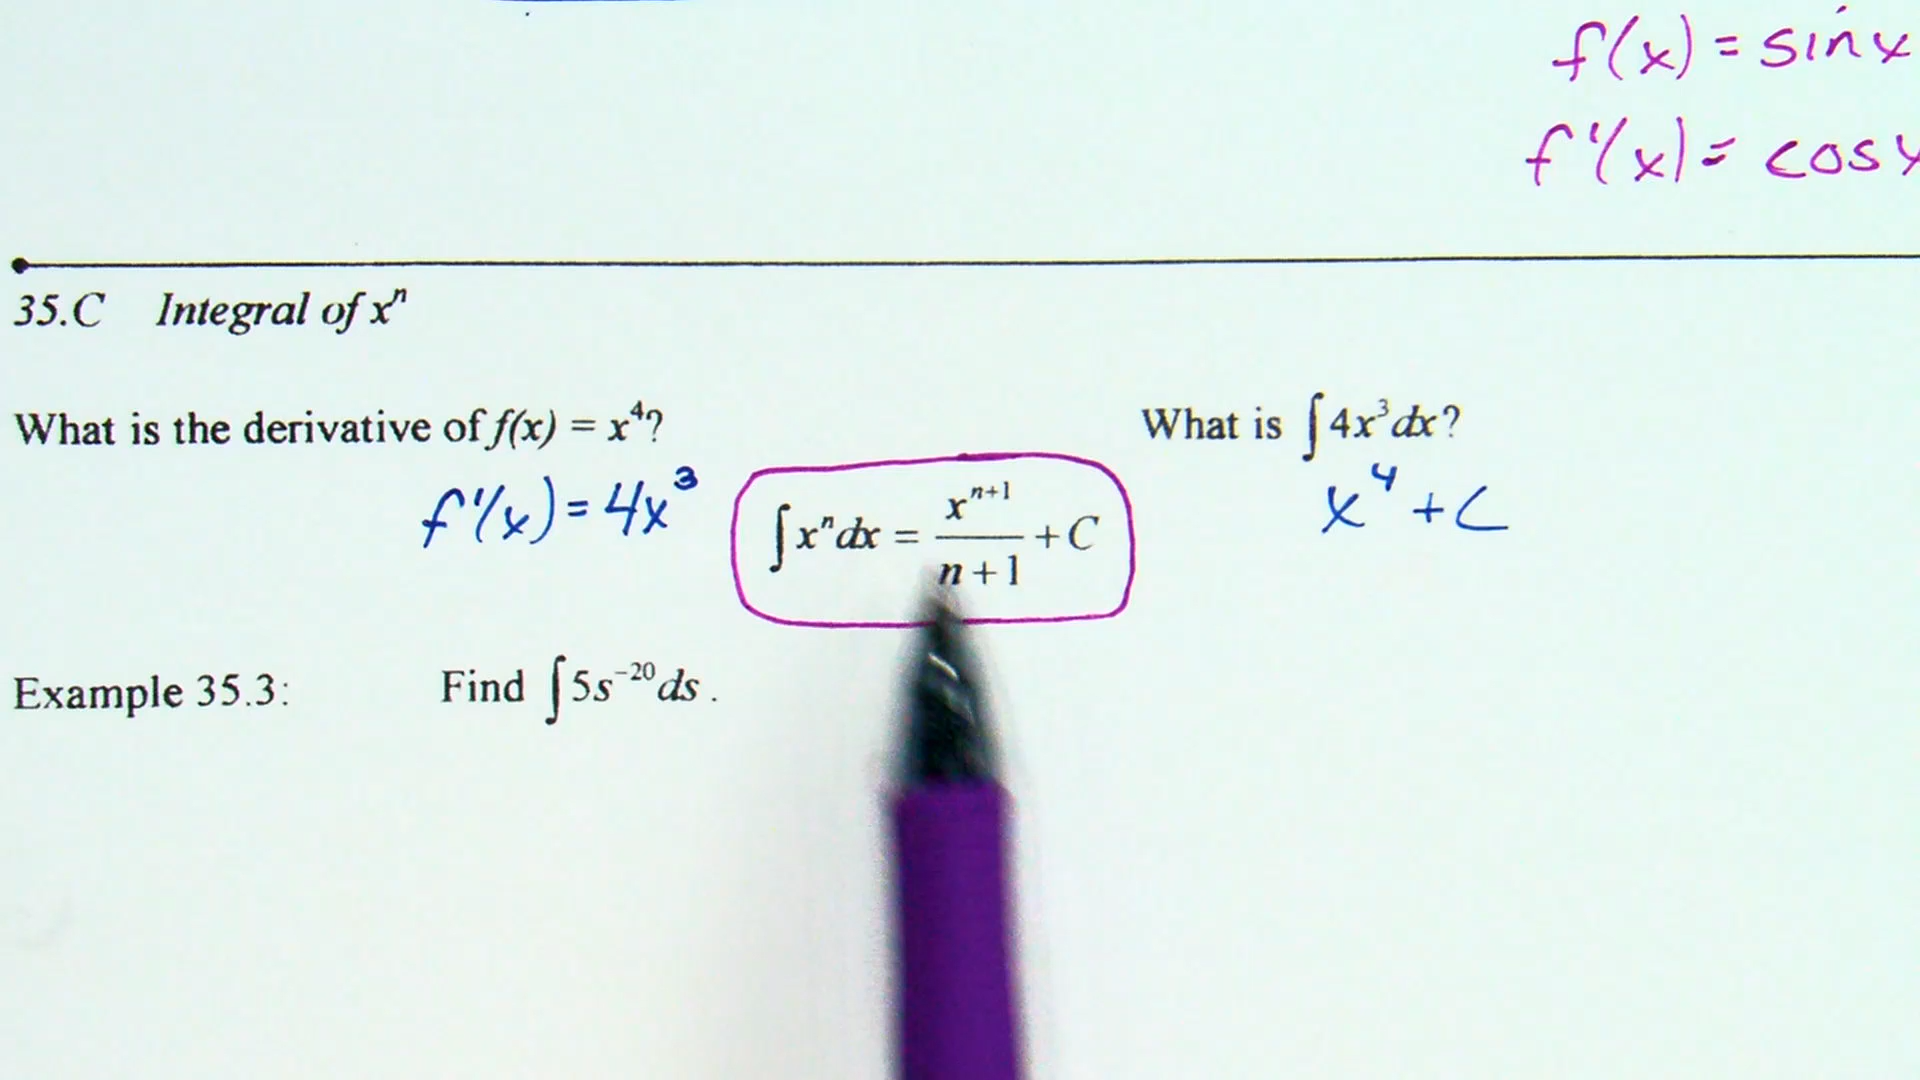 f(x) = sin x
f'(x) = cos x
35.C Integral of xⁿ
What is the derivative of f(x) = x⁴? What is ∫4x³dx?
f'(x) = 4x³ ∫xⁿdx = xⁿ⁺¹/(n+1) + C x⁴ + C
Example 35.3: Find ∫5s⁻²⁰ds.